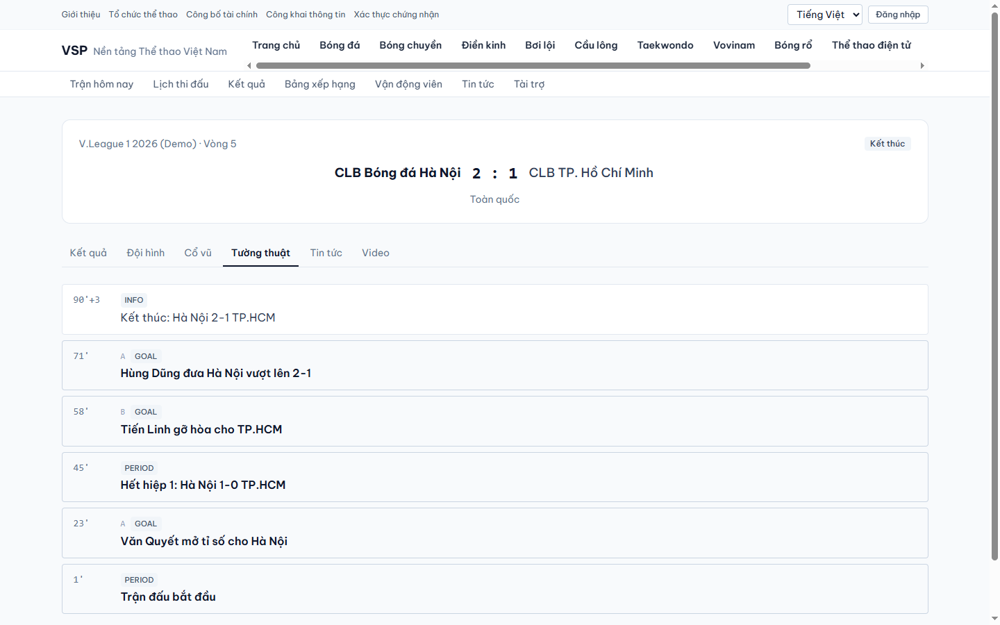 Giới thiệu Tổ chức thể thao Công bố tài chính Công khai thông tin Xác thực chứng nhận Tiếng Việt Đăng nhập
VSP Nền tảng Thể thao Việt Nam Trang chủ Bóng đá Bóng chuyền Điền kinh Bơi lội Cầu lông Taekwondo Vovinam Bóng rổ Thể thao điện tử
Trận hôm nay Lịch thi đấu Kết quả Bảng xếp hạng Vận động viên Tin tức Tài trợ
V.League 1 2026 (Demo) · Vòng 5 Kết thúc
CLB Bóng đá Hà Nội 2 : 1 CLB TP. Hồ Chí Minh
Toàn quốc
Kết quả Đội hình Cổ vũ Tường thuật Tin tức Video
90'+3 INFO
Kết thúc: Hà Nội 2-1 TP.HCM
71' A GOAL
Hùng Dũng đưa Hà Nội vượt lên 2-1
58' B GOAL
Tiến Linh gỡ hòa cho TP.HCM
45' PERIOD
Hết hiệp 1: Hà Nội 1-0 TP.HCM
23' A GOAL
Văn Quyết mở tỉ số cho Hà Nội
1' PERIOD
Trận đấu bắt đầu